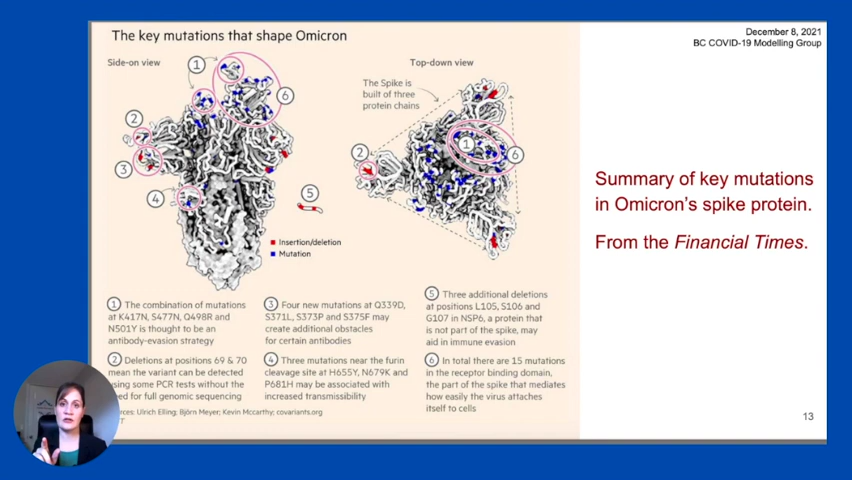 December 8, 2021
BC COVID-19 Modelling Group
The key mutations that shape Omicron
Side-on view
Top-down view
The Spike is
built of three
protein chains
1
6
2
3
4
5
1
2
6
Insertion/deletion
Mutation
1 The combination of mutations
at K417N, S477N, Q498R and
N501Y is thought to be an
antibody-evasion strategy
2 Deletions at positions 69 & 70
mean the variant can be detected
using some PCR tests without the
for full genomic sequencing
Ulrich Elling; Björn Meyer; Kevin Mccarthy; covariants.org
3 Four new mutations at Q339D,
S371L, S373P and S375F may
create additional obstacles
for certain antibodies
4 Three mutations near the furin
cleavage site at H655Y, N679K and
P681H may be associated with
increased transmissibility
5 Three additional deletions
at positions L105, S106 and
G107 in NSP6, a protein that
is not part of the spike, may
aid in immune evasion
6 In total there are 15 mutations
in the receptor binding domain,
the part of the spike that mediates
how easily the virus attaches
itself to cells
Summary of key mutations
in Omicron's spike protein.
From the Financial Times.
13